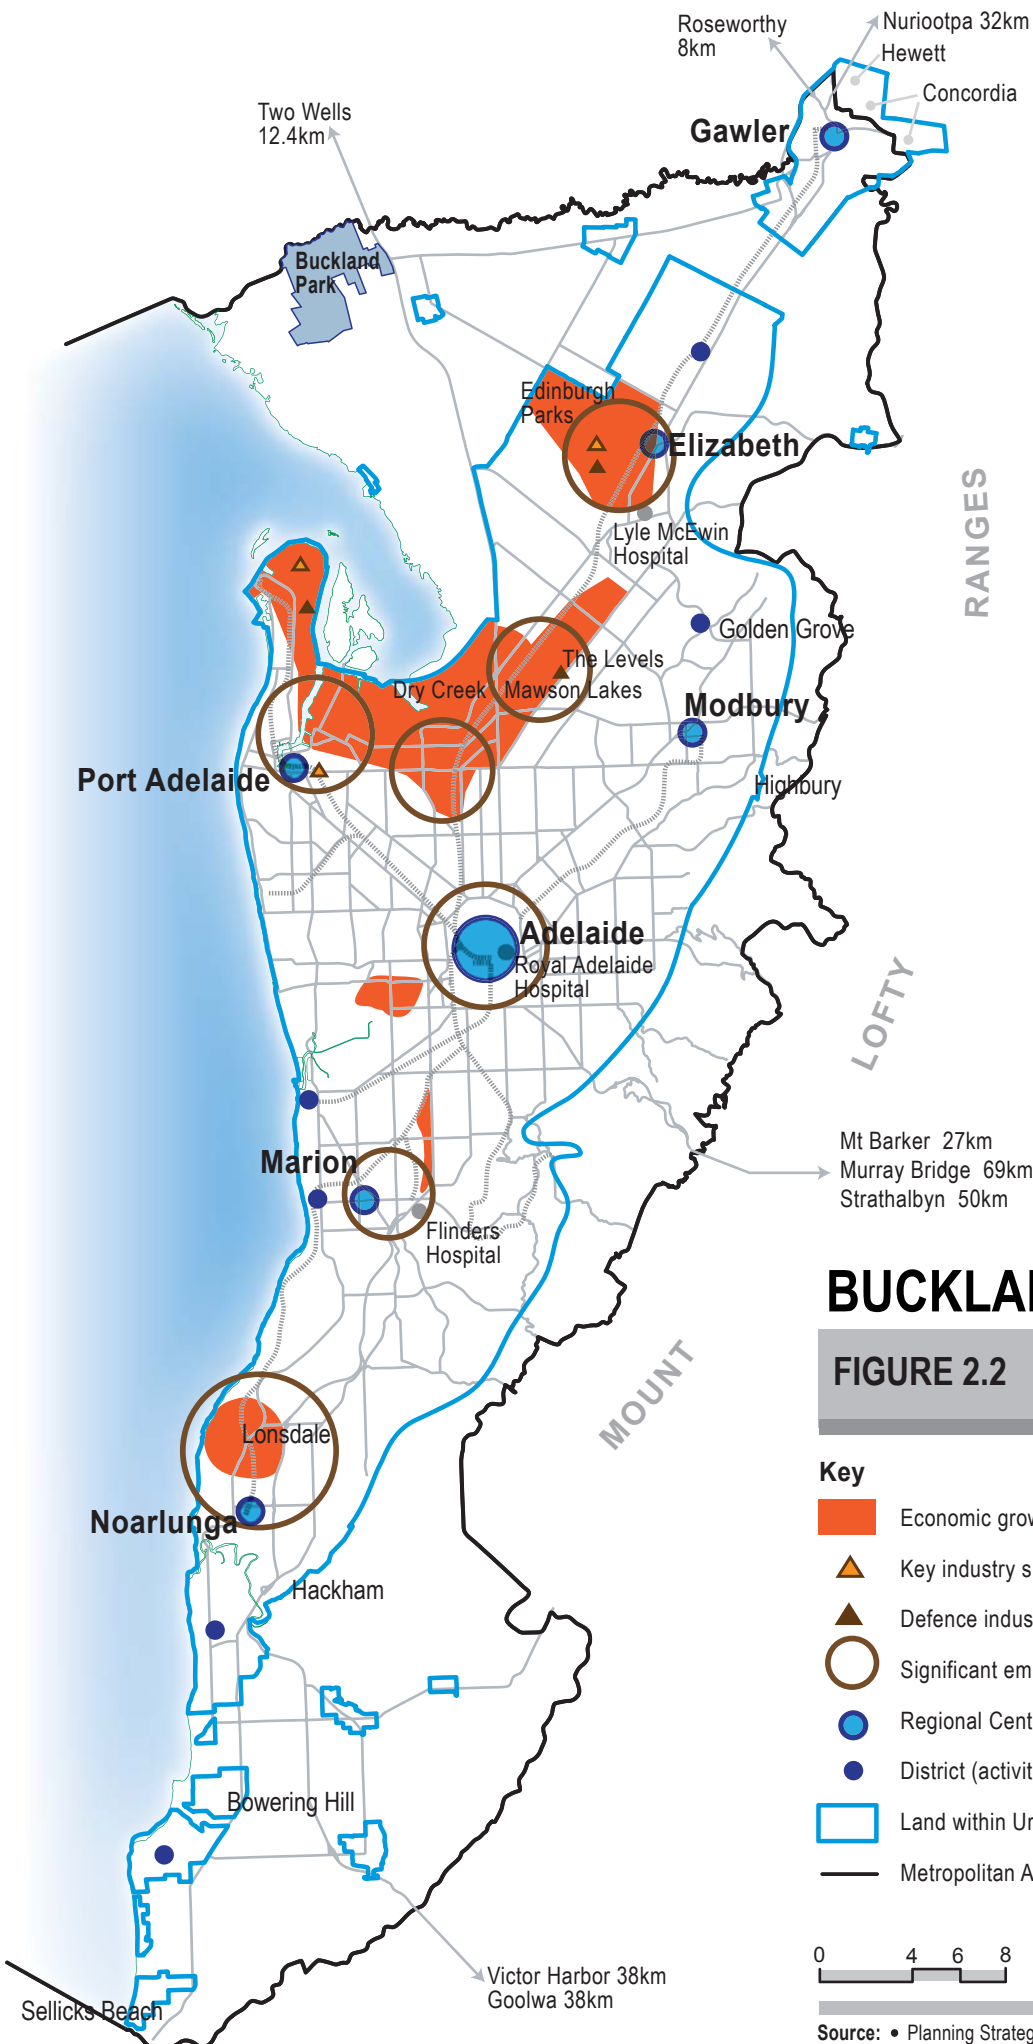 Roseworthy
8km
Nuriootpa 32km
Hewett
Concordia
Two Wells
12.4km
Gawler
Buckland
Park
Edinburgh
Parks
Elizabeth
Lyle McEwin
Hospital
RANGES
Golden Grove
The Levels
Dry Creek
Mawson Lakes
Modbury
Port Adelaide
Highbury
Adelaide
Royal Adelaide
Hospital
LOFTY
Mt Barker 27km
Murray Bridge 69km
Strathalbyn 50km
Marion
Flinders
Hospital
MOUNT
BUCKLA
FIGURE 2.2
Lonsdale
Noarlunga
Hackham
Bowering Hill
Sellicks Beach
Victor Harbor 38km
Goolwa 38km
Key
Economic grow
Key industry s
Defence indus
Significant em
Regional Cent
District (activit
Land within Ur
Metropolitan A
0 4 6 8
Source: • Planning Strateg